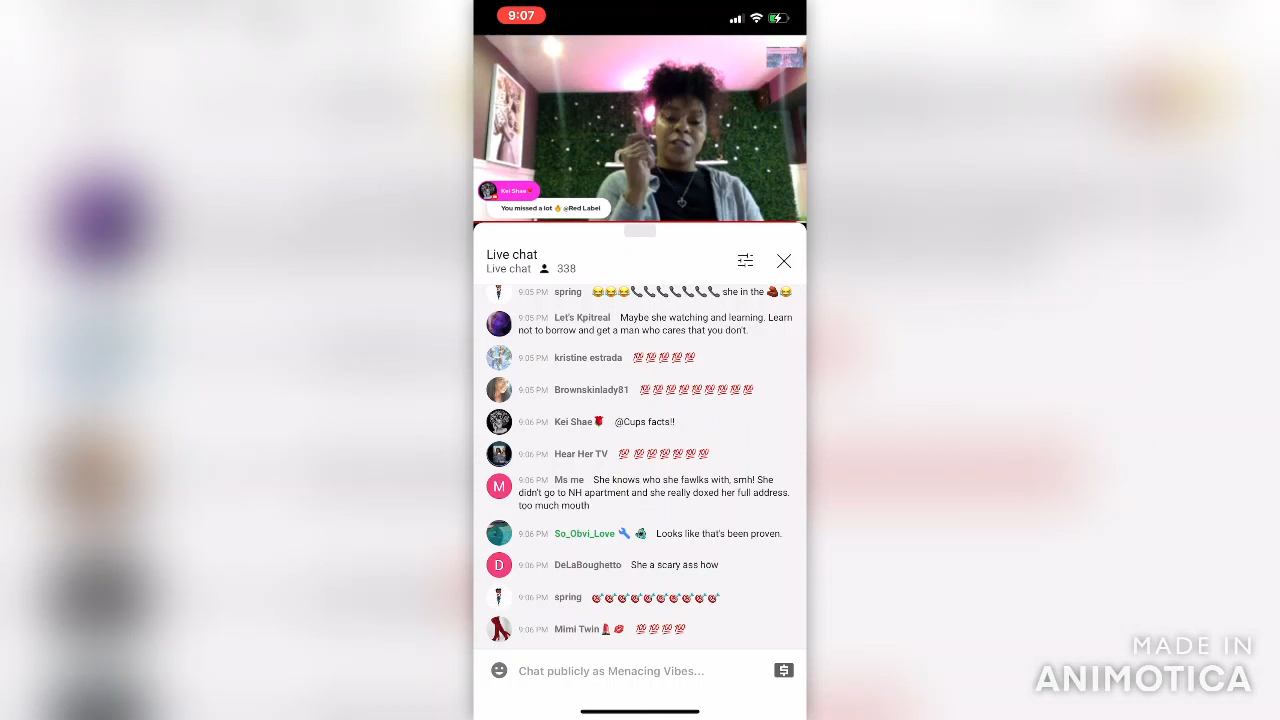 9:07
Kei Shae
You missed a lot 🔥 @Red Label
Live chat
Live chat 338
9:05 PM spring 😂😂😂📞📞📞📞📞📞📞 she in the 🥊😂
9:05 PM Let's Kpitreal Maybe she watching and learning. Learn
not to borrow and get a man who cares that you don't.
9:05 PM kristine estrada 💯💯💯💯💯
9:05 PM Brownskinlady81 💯💯💯💯💯💯💯💯💯
9:06 PM Kei Shae🌹 @Cups facts!!
9:06 PM Hear Her TV 💯 💯💯💯💯💯💯
9:06 PM Ms me She knows who she fawlks with, smh! She
didn't go to NH apartment and she really doxed her full address.
too much mouth
9:06 PM So_Obvi_Love Looks like that's been proven.
D
9:06 PM DeLaBoughetto She a scary ass how
9:06 PM spring 🎯🎯🎯🎯🎯🎯🎯🎯🎯🎯
9:06 PM Mimi Twin💄💋 💯💯💯💯
M
Chat publicly as Menacing Vibes...
MADE IN
ANIMOTICA